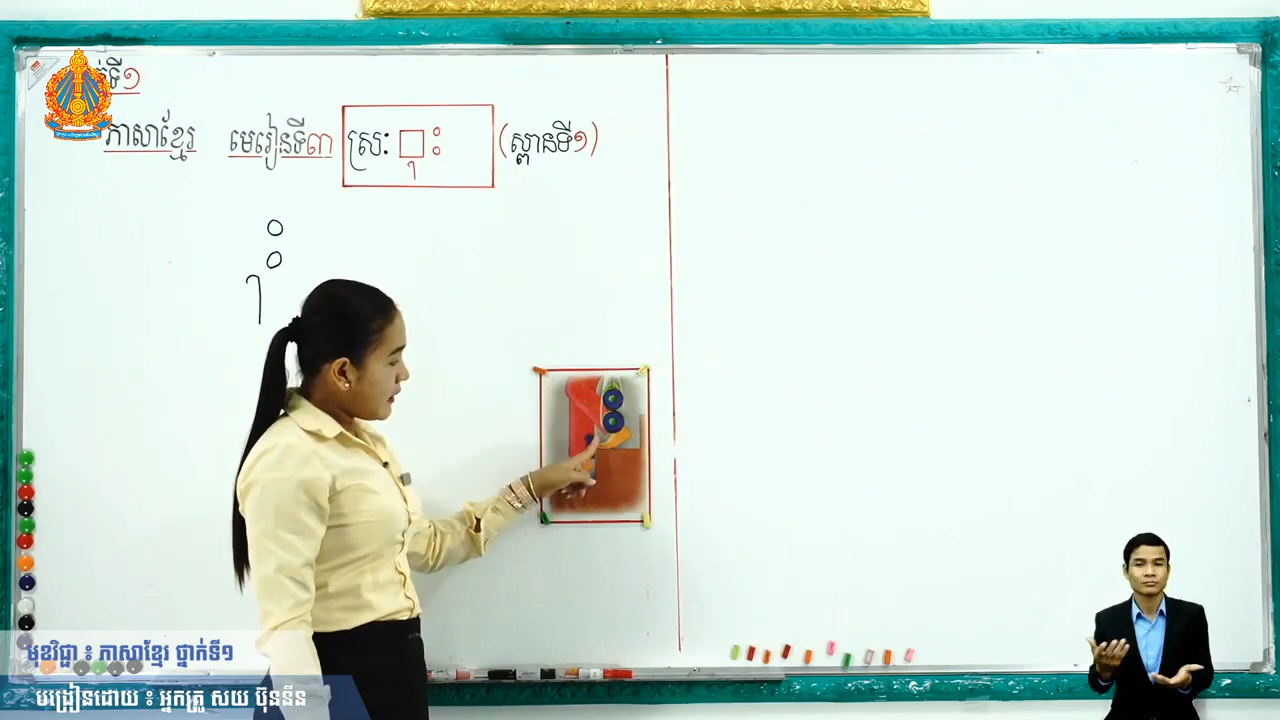 ទី១
ភាសាខ្មែរ មេរៀនទី៣ ស្រៈ ុះ (ស្ពានទី១)
ុះ
មុខវិជ្ជា ៖ ភាសាខ្មែរ ថ្នាក់ទី១
បង្រៀនដោយ ៖ អ្នកគ្រូ សយ ប៊ុននីន